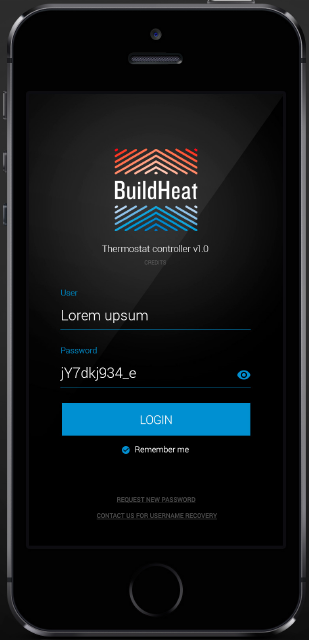 BuildHeat
Thermostat controller v1.0
CREDITS
User
Lorem upsum
Password
jY7dkj934_e
LOGIN
Remember me
REQUEST NEW PASSWORD
CONTACT US FOR USERNAME RECOVERY